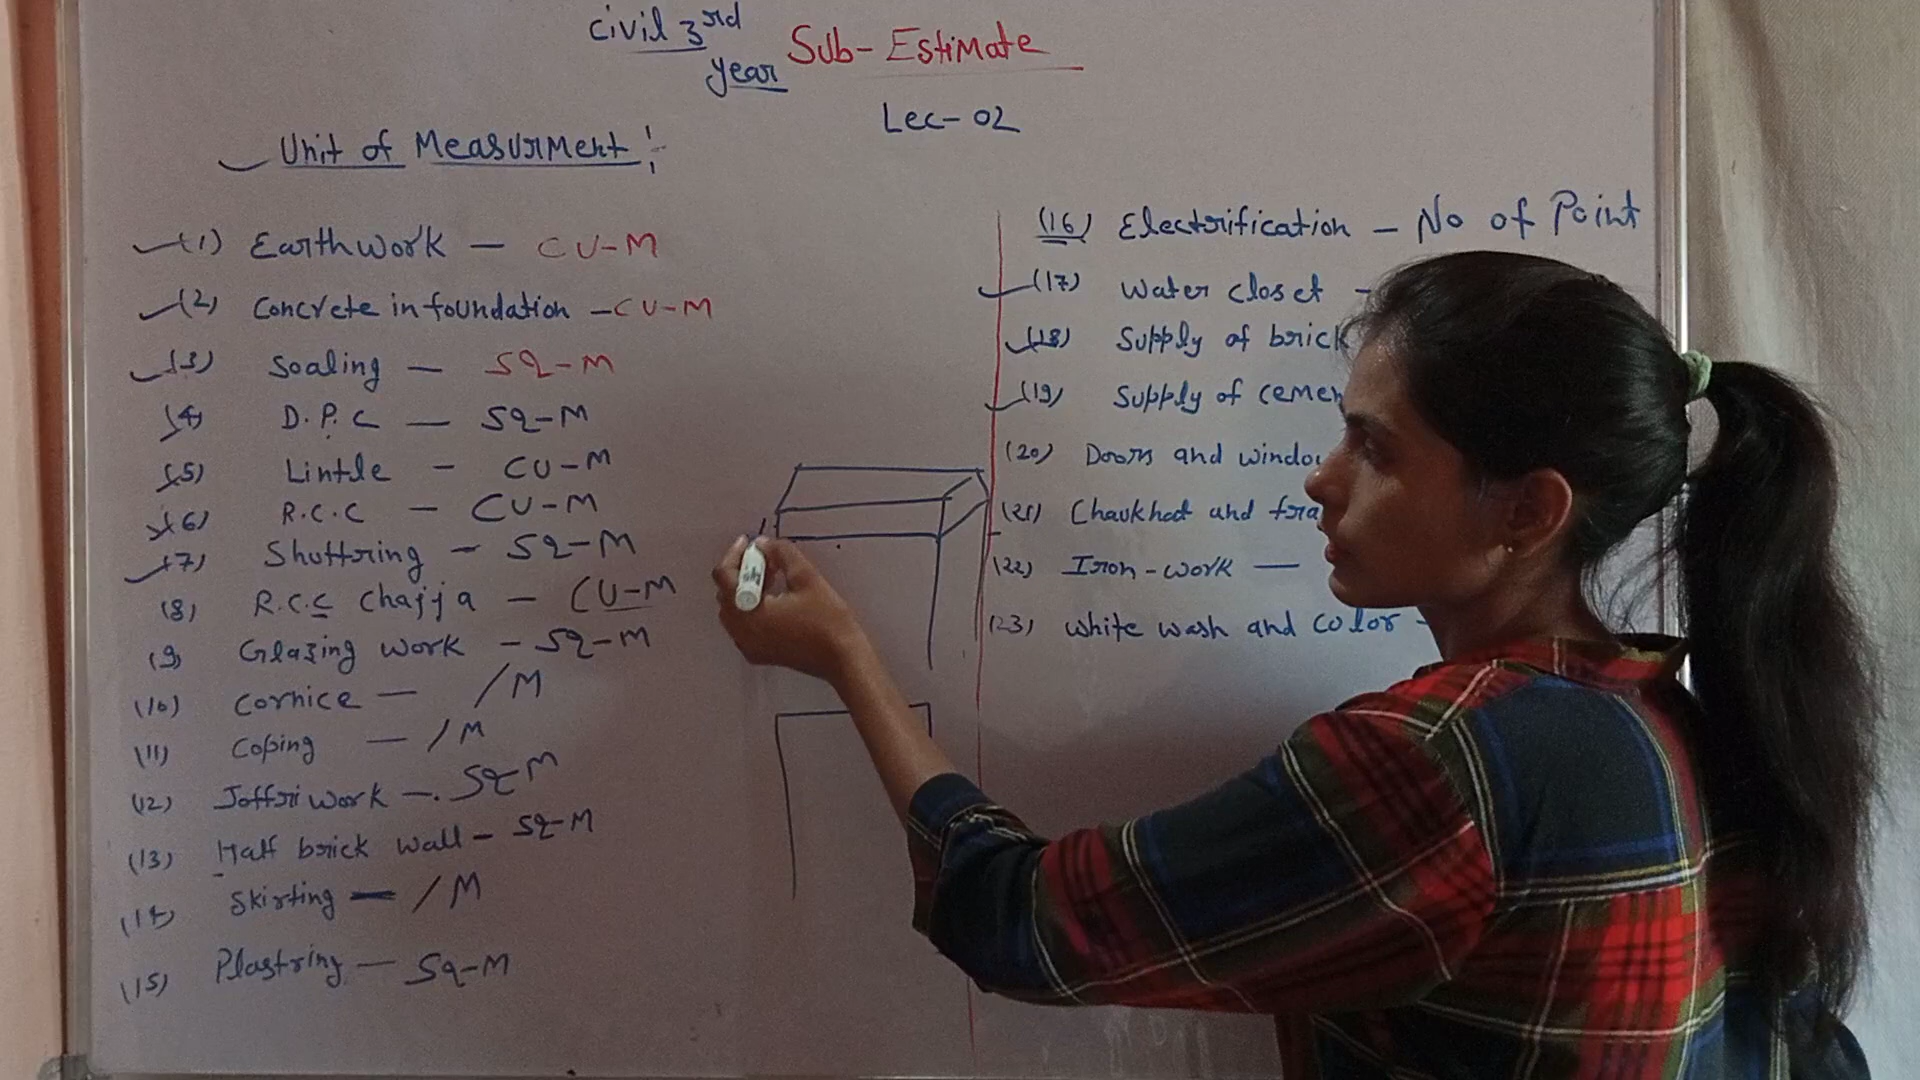 civil 3rd year
Sub-Estimate
Lec-02
Unit of Measurment :
(1) Earthwork - CU-M
(2) Concrete in foundation - CU-M
(3) Soaling - SQ-M
(4) D.P.C - SQ-M
(5) Lintle - CU-M
(6) R.C.C - CU-M
(7) Shuttring - SQ-M
(8) R.C.C Chajja - CU-M
(9) Glazing work - SQ-M
(10) Cornice - /M
(11) Coping - /M
(12) Joffri work - SQ M
(13) Half brick wall - SQ-M
(14) Skirting - /M
(15) Plastring - Sq-M
(16) Electrification - No of Point
(17) Water closet -
(18) Supply of brick
(19) Supply of cemen
(20) Doors and window
(21) Chaukhat and fra
(22) Iron-work -
(23) White wash and color -